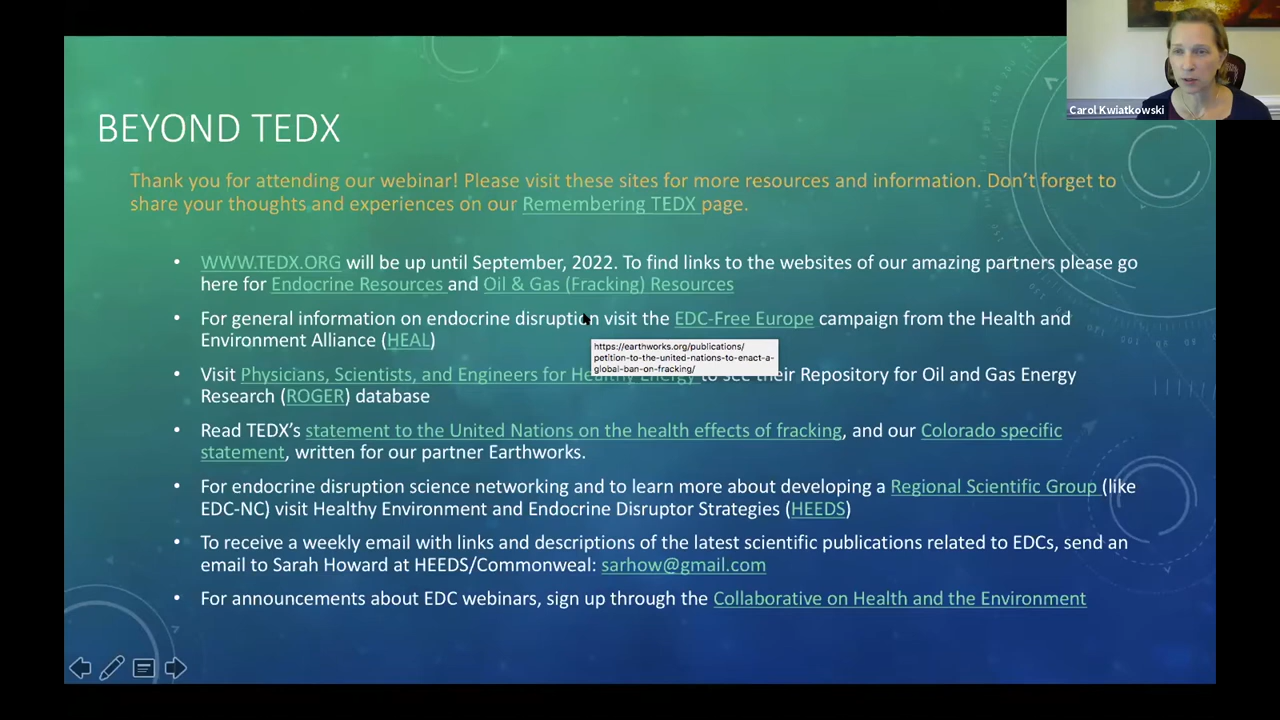 Carol Kwiatkowski
BEYOND TEDX
Thank you for attending our webinar! Please visit these sites for more resources and information. Don't forget to
share your thoughts and experiences on our Remembering TEDX page.
• WWW.TEDX.ORG will be up until September, 2022. To find links to the websites of our amazing partners please go
here for Endocrine Resources and Oil & Gas (Fracking) Resources
• For general information on endocrine disruption visit the EDC-Free Europe campaign from the Health and
Environment Alliance (HEAL)
https://earthworks.org/publications/
petition-to-the-united-nations-to-enact-a-
global-ban-on-fracking/
• Visit Physicians, Scientists, and Engineers for Healthy Energy to see their Repository for Oil and Gas Energy
Research (ROGER) database
• Read TEDX's statement to the United Nations on the health effects of fracking, and our Colorado specific
statement, written for our partner Earthworks.
• For endocrine disruption science networking and to learn more about developing a Regional Scientific Group (like
EDC-NC) visit Healthy Environment and Endocrine Disruptor Strategies (HEEDS)
• To receive a weekly email with links and descriptions of the latest scientific publications related to EDCs, send an
email to Sarah Howard at HEEDS/Commonweal: sarhow@gmail.com
• For announcements about EDC webinars, sign up through the Collaborative on Health and the Environment